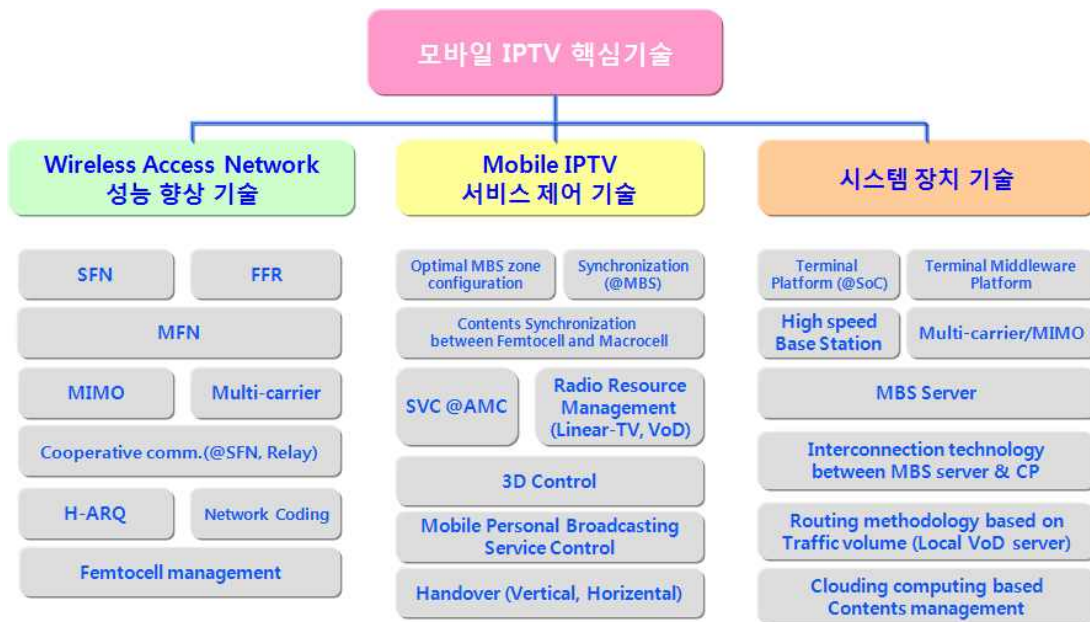 모바일 IPTV 핵심기술
Wireless Access Network
성능 향상 기술
SFN
FFR
MFN
MIMO
Multi-carrier
Cooperative comm.(@SFN, Relay)
H-ARQ
Network Coding
Femtocell management
Mobile IPTV
서비스 제어 기술
Optimal MBS zone
configuration
Synchronization
(@MBS)
Contents Synchronization
between Femtocell and Macrocell
SVC @AMC
Radio Resource
Management
(Linear-TV, VoD)
3D Control
Mobile Personal Broadcasting
Service Control
Handover (Vertical, Horizental)
시스템 장치 기술
Terminal
Platform (@SoC)
Terminal Middleware
Platform
High speed
Base Station
Multi-carrier/MIMO
MBS Server
Interconnection technology
between MBS server & CP
Routing methodology based on
Traffic volume (Local VoD server)
Clouding computing based
Contents management